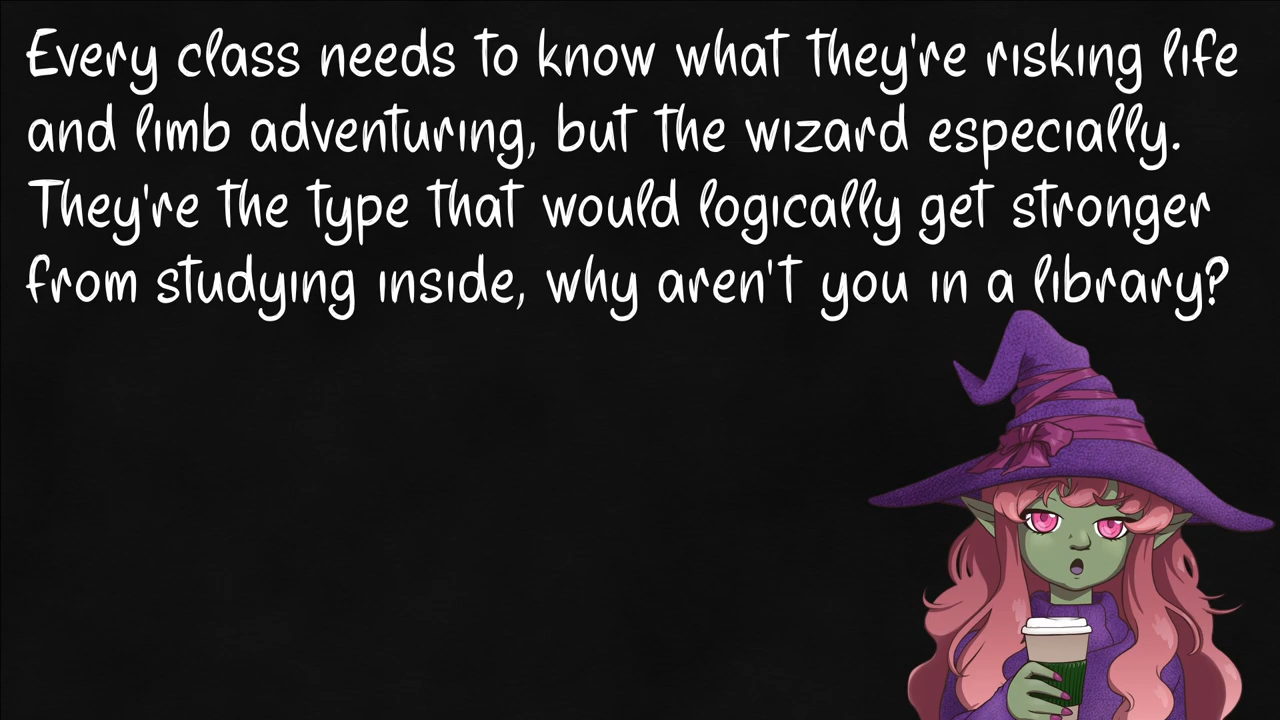 Every class needs to know what they're risking life
and limb adventuring, but the wizard especially.
They're the type that would logically get stronger
from studying inside, why aren't you in a library?